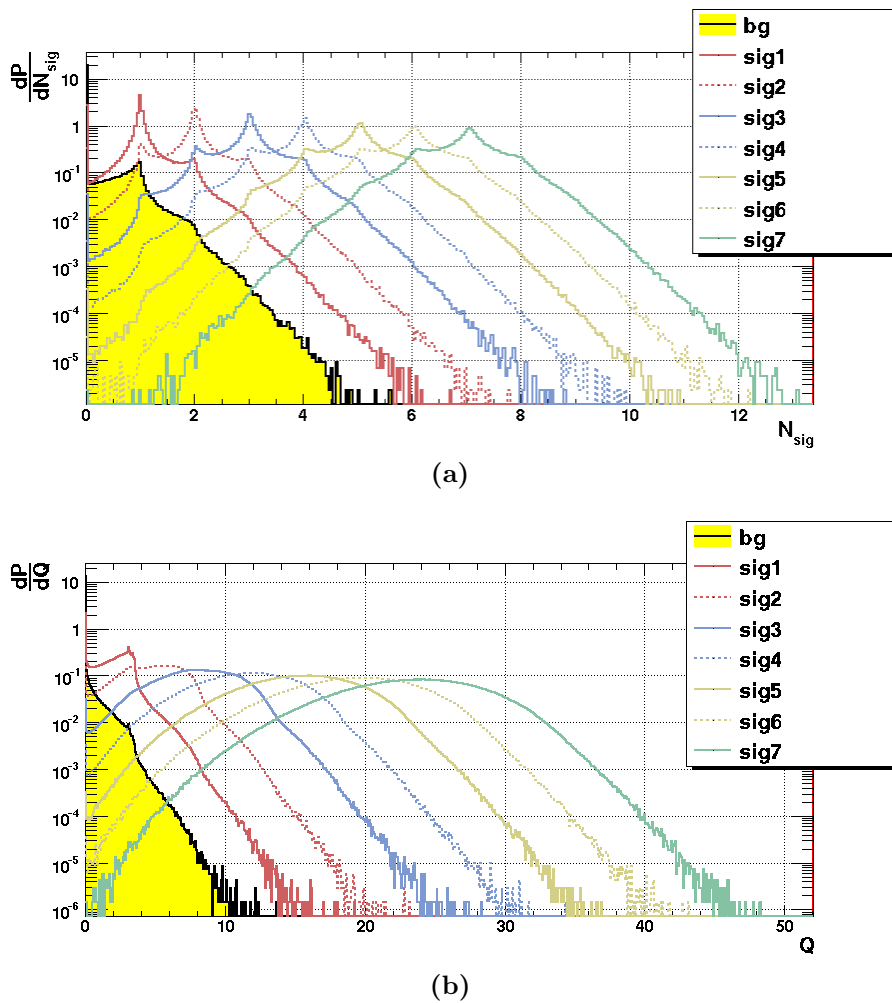 bg
sig1
sig2
sig3
sig4
sig5
sig6
sig7
dP
dN_sig
10
1
10^-1
10^-2
10^-3
10^-4
10^-5
0 2 4 6 8 10 12
N_sig
(a)
bg
sig1
sig2
sig3
sig4
sig5
sig6
sig7
dP
dQ
10
1
10^-1
10^-2
10^-3
10^-4
10^-5
10^-6
0 10 20 30 40 50
Q
(b)